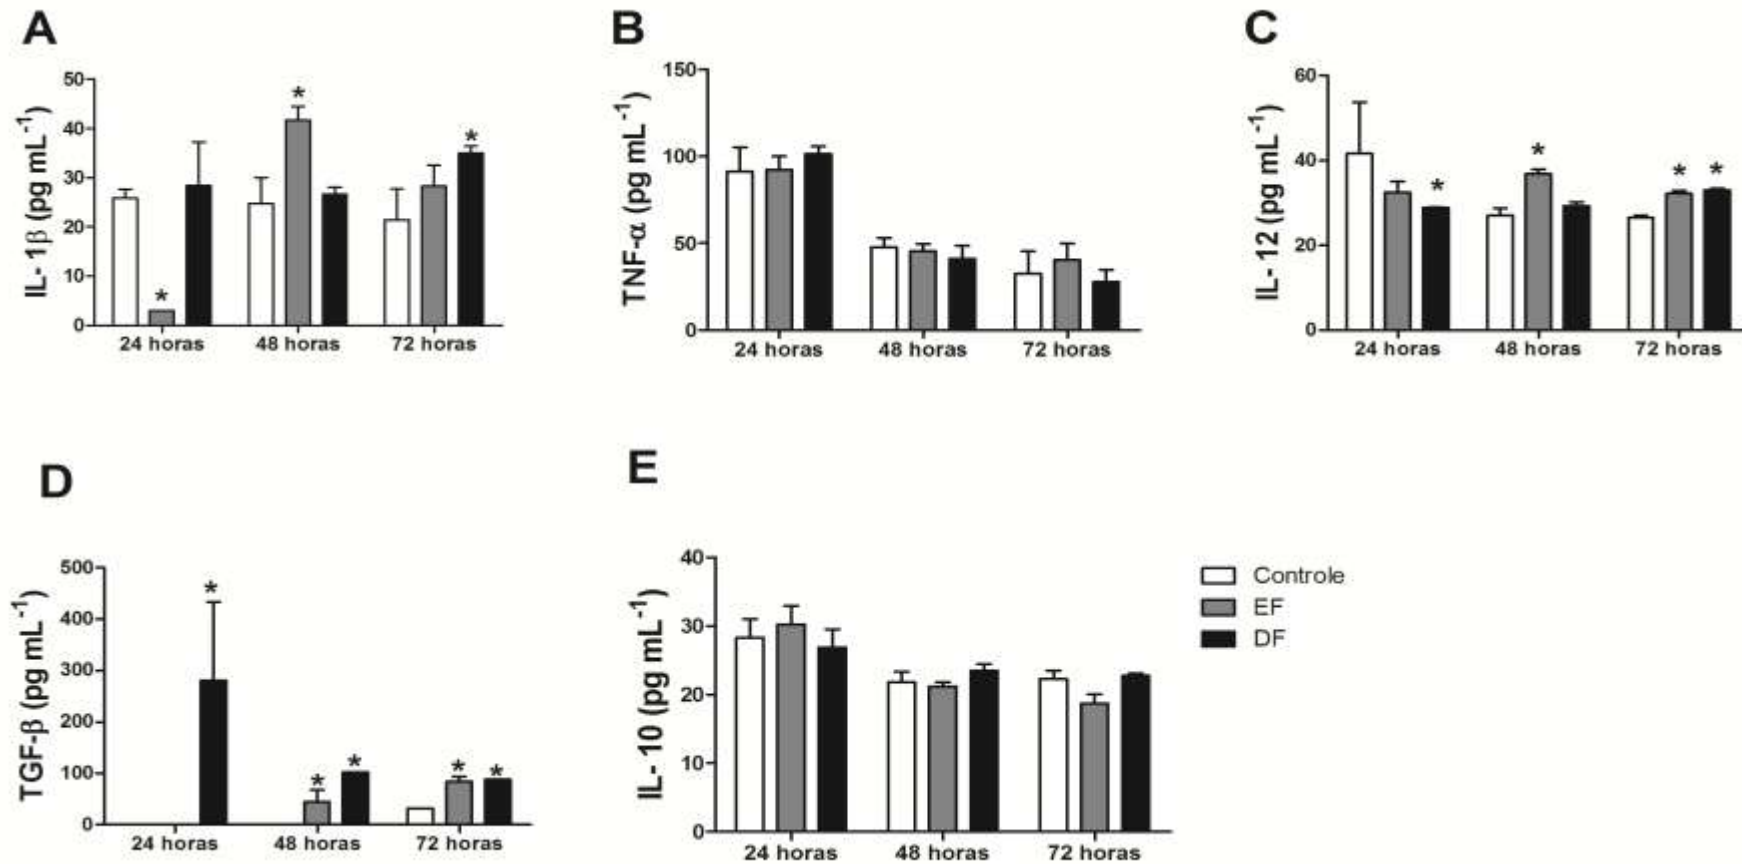 A
IL- 1β (pg mL-1)
50
40
30
20
10
0
*
*
*
24 horas
48 horas
72 horas
B
TNF-α (pg mL-1)
150
100
50
0
24 horas
48 horas
72 horas
C
IL- 12 (pg mL-1)
60
40
20
0
*
*
*
*
24 horas
48 horas
72 horas
D
TGF-β (pg mL-1)
500
400
300
200
100
0
*
*
*
*
*
24 horas
48 horas
72 horas
E
IL- 10 (pg mL-1)
40
30
20
10
0
24 horas
48 horas
72 horas
Controle
EF
DF